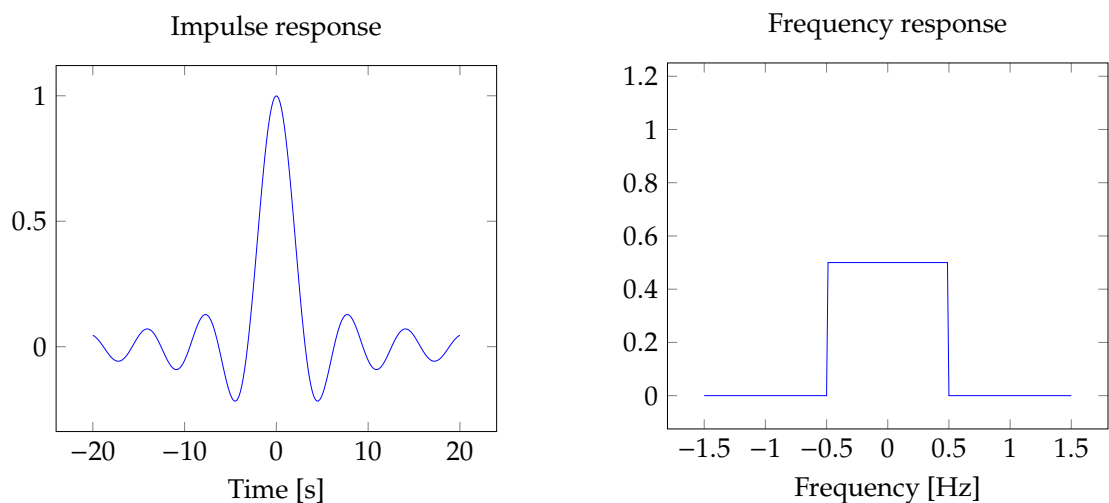 Impulse response
1
0.5
0
−20 −10 0 10 20
Time [s]
Frequency response
1.2
1
0.8
0.6
0.4
0.2
0
−1.5 −1 −0.5 0 0.5 1 1.5
Frequency [Hz]